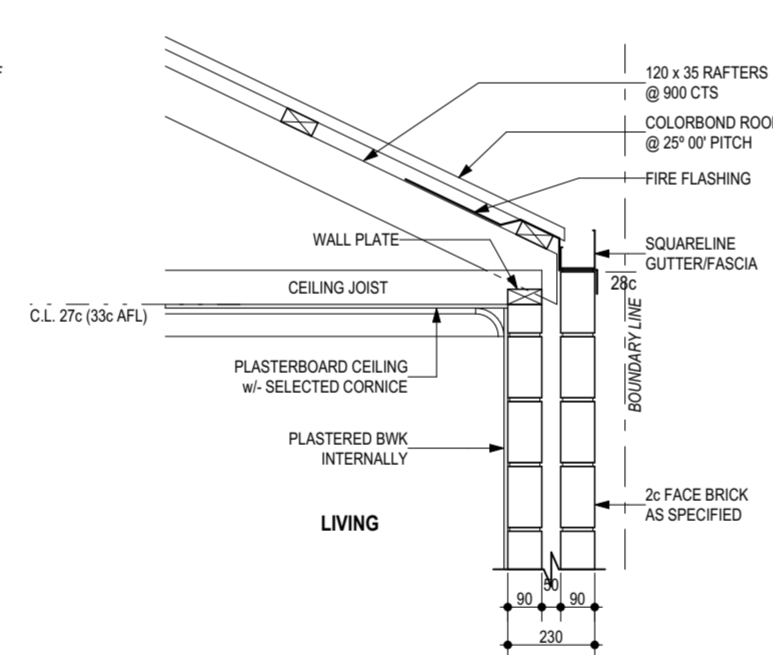 120 x 35 RAFTERS
@ 900 CTS
COLORBOND ROO
@ 25° 00' PITCH
FIRE FLASHING
WALL PLATE
SQUARELINE
GUTTER/FASCIA
CEILING JOIST
28c
C.L. 27c (33c AFL)
BOUNDARY LINE
PLASTERBOARD CEILING
w/- SELECTED CORNICE
PLASTERED BWK
INTERNALLY
2c FACE BRICK
AS SPECIFIED
LIVING
90 50 90
230